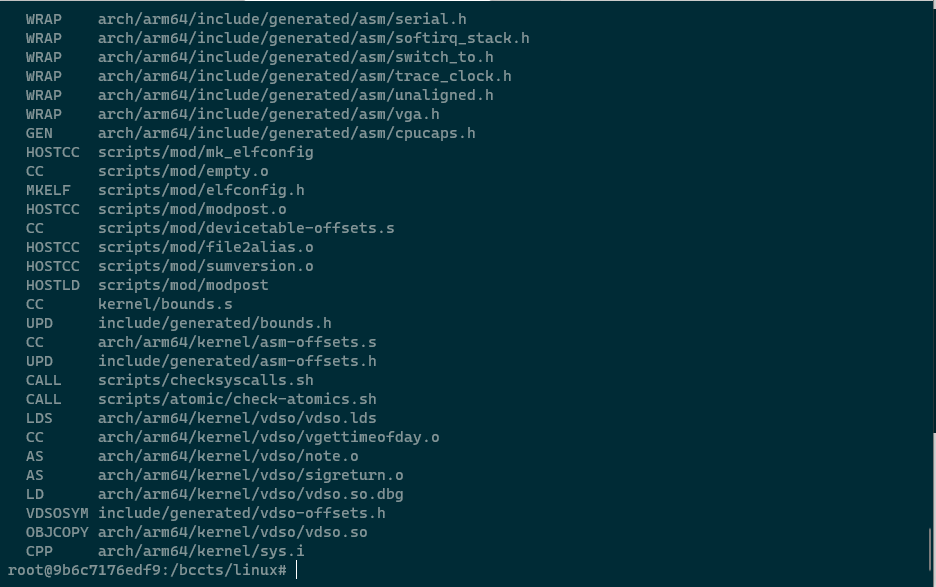 WRAP    arch/arm64/include/generated/asm/serial.h
WRAP    arch/arm64/include/generated/asm/softirq_stack.h
WRAP    arch/arm64/include/generated/asm/switch_to.h
WRAP    arch/arm64/include/generated/asm/trace_clock.h
WRAP    arch/arm64/include/generated/asm/unaligned.h
WRAP    arch/arm64/include/generated/asm/vga.h
GEN     arch/arm64/include/generated/asm/cpucaps.h
HOSTCC  scripts/mod/mk_elfconfig
CC      scripts/mod/empty.o
MKELF   scripts/mod/elfconfig.h
HOSTCC  scripts/mod/modpost.o
CC      scripts/mod/devicetable-offsets.s
HOSTCC  scripts/mod/file2alias.o
HOSTCC  scripts/mod/sumversion.o
HOSTLD  scripts/mod/modpost
CC      kernel/bounds.s
UPD     include/generated/bounds.h
CC      arch/arm64/kernel/asm-offsets.s
UPD     include/generated/asm-offsets.h
CALL    scripts/checksyscalls.sh
CALL    scripts/atomic/check-atomics.sh
LDS     arch/arm64/kernel/vdso/vdso.lds
CC      arch/arm64/kernel/vdso/vgettimeofday.o
AS      arch/arm64/kernel/vdso/note.o
AS      arch/arm64/kernel/vdso/sigreturn.o
LD      arch/arm64/kernel/vdso/vdso.so.dbg
VDSOSYM include/generated/vdso-offsets.h
OBJCOPY arch/arm64/kernel/vdso/vdso.so
CPP     arch/arm64/kernel/sys.i
root@9b6c7176edf9:/bccts/linux#